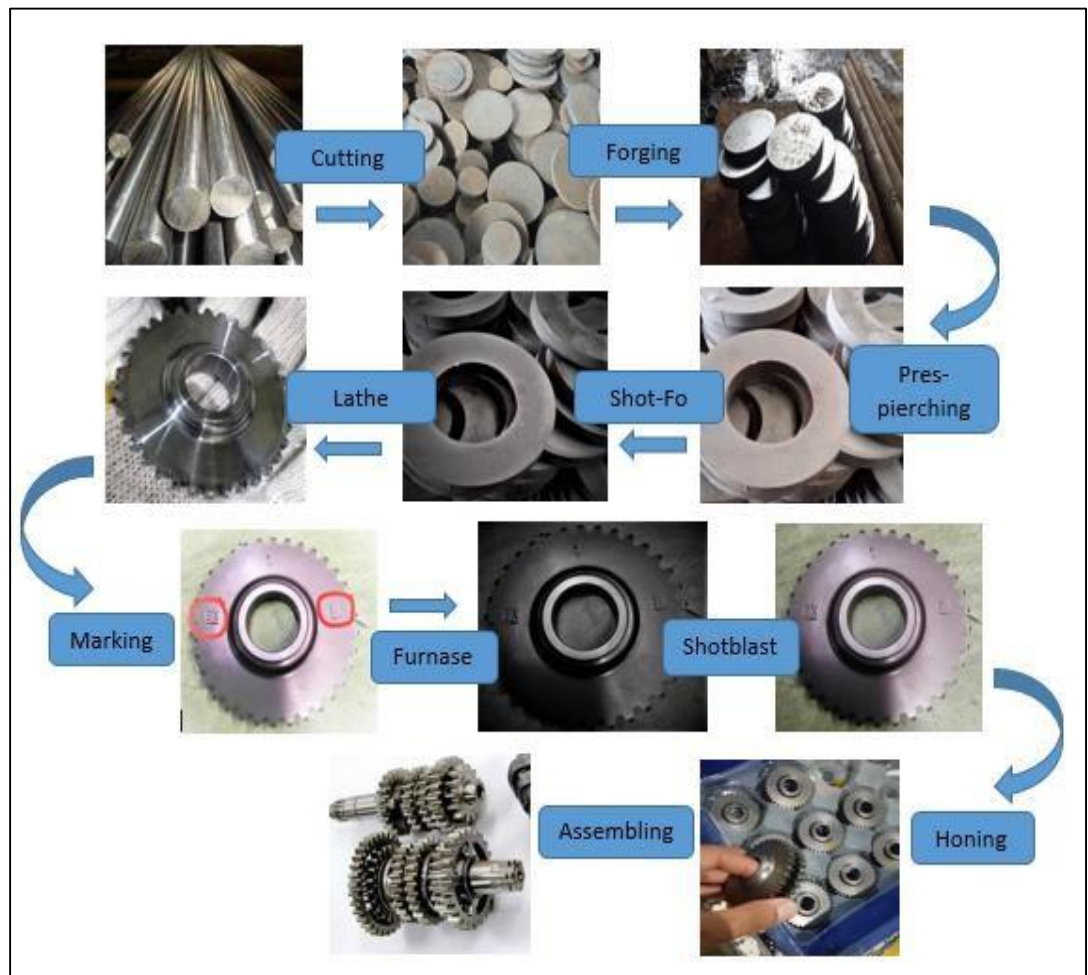 Cutting
Forging
Pres-
pierching
Shot-Fo
Lathe
Marking
Furnase
Shotblast
Honing
Assembling